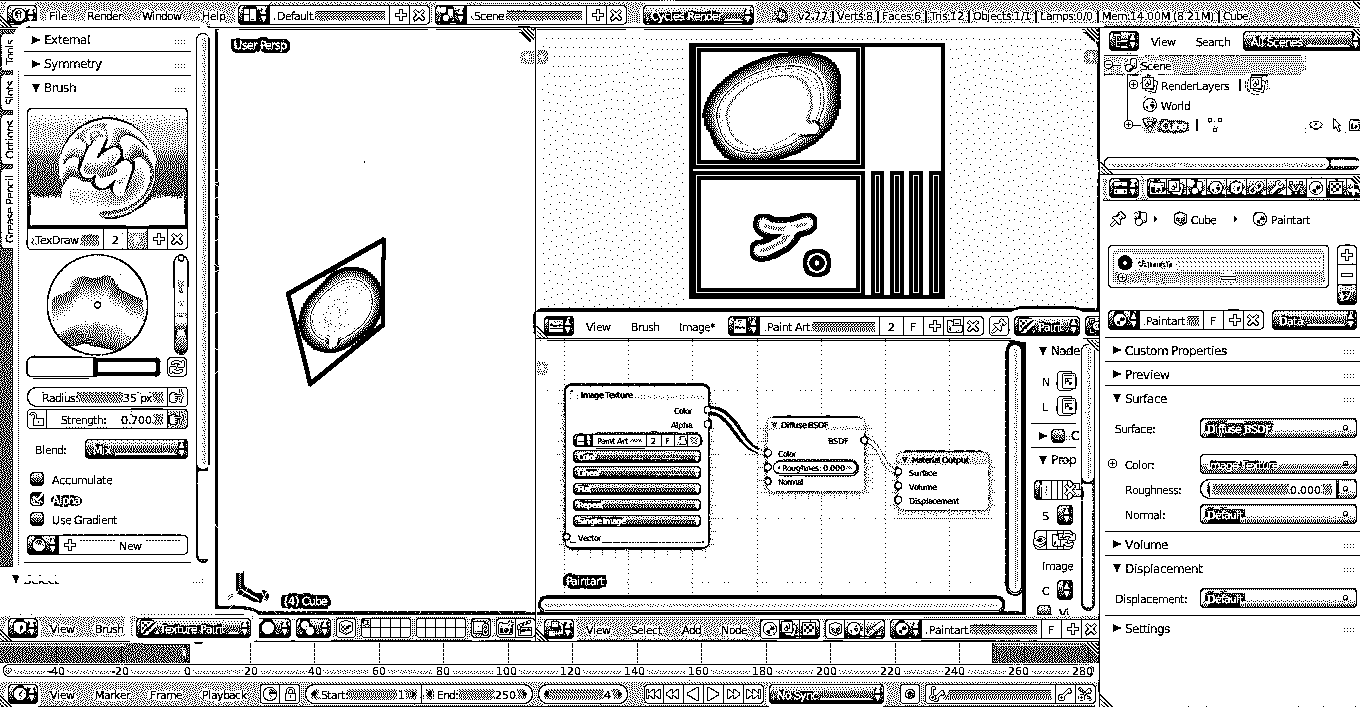 File Render Window Help Default Scene Cycles Render v2.77 | Verts:8 | Faces:6 | Tris:12 | Objects:1/1 | Lamps:0/0 | Mem:14.00M (8.21M) | Cube
Tools
Slots
Options
Grease Pencil
External
Symmetry
Brush
TexDraw 2
Radius: 35 px
Strength: 0.700
Blend: Mix
Accumulate
Alpha
Use Gradient
New
User Persp
(4) Cube
View Brush Texture Paint
View Brush Image* Paint Art 2 F Paint
Image Texture
Color
Alpha
Paint Art 2 F
Color
Linear
Flat
Repeat
Single Image
Vector
Diffuse BSDF
BSDF
Color
Roughness: 0.000
Normal
Material Output
Surface
Volume
Displacement
Paintart
Node
N
L
C
Prop
S
Image
C
Vi
View Select Add Node Paintart F
View Search All Scenes
Scene
RenderLayers
World
Cube
Cube Paintart
Paintart F Data
Custom Properties
Preview
Surface
Surface: Diffuse BSDF
Color: Image Texture
Roughness: 0.000
Normal: Default
Volume
Displacement
Displacement: Default
Settings
-40 -20 0 20 40 60 80 100 120 140 160 180 200 220 240 260 280
View Marker Frame Playback Start: 1 End: 250 4 No Sync